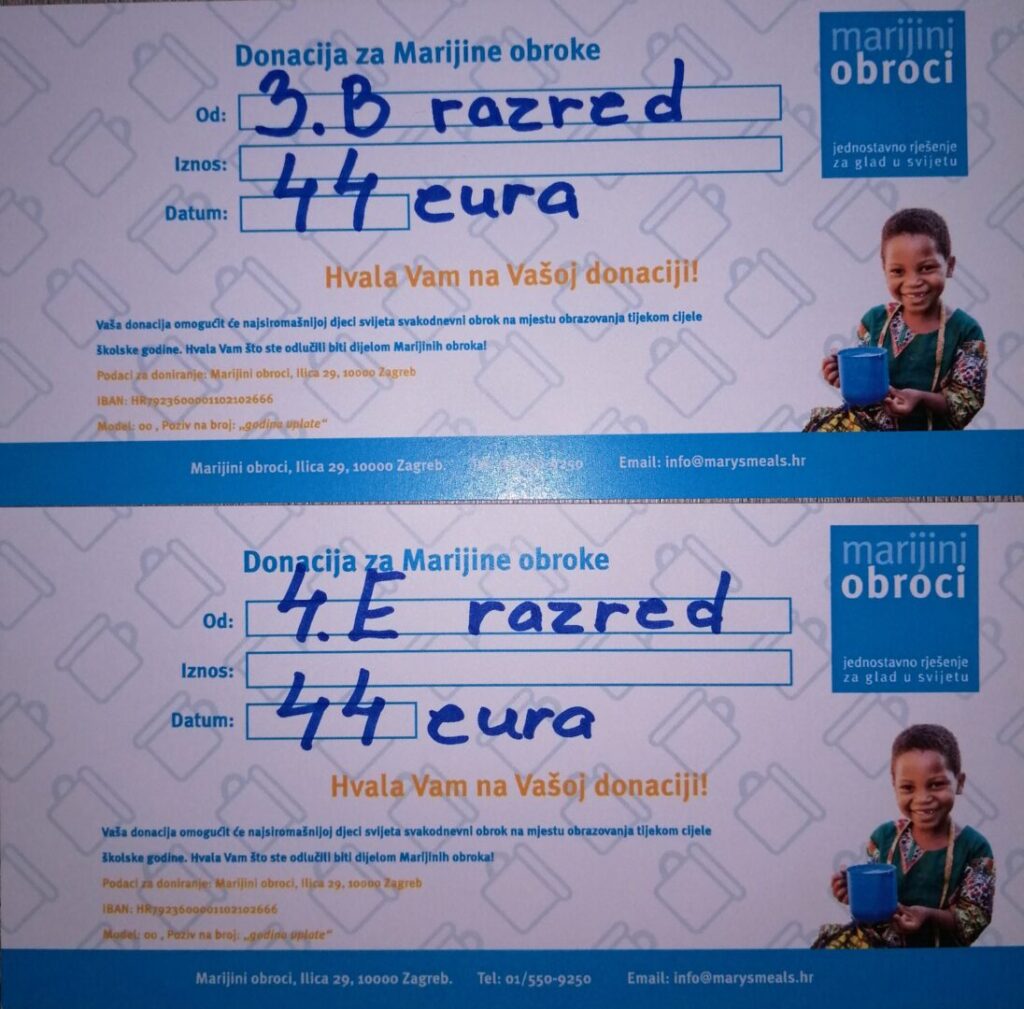 Donacija za Marijine obroke
marijini
obroci
jednostavno rješenje
za glad u svijetu
Od: 3.B razred
Iznos:
Datum: 44 eura
Hvala Vam na Vašoj donaciji!
Vaša donacija omogućit će najsiromašnijoj djeci svijeta svakodnevni obrok na mjestu obrazovanja tijekom cijele
školske godine. Hvala Vam što ste odlučili biti dijelom Marijinih obroka!
Podaci za doniranje: Marijini obroci, Ilica 29, 10000 Zagreb
IBAN: HR7923600001102102666
Model: 00 , Poziv na broj: „godina uplate“
Marijini obroci, Ilica 29, 10000 Zagreb. Tel: 01/550-9250 Email: info@marysmeals.hr
Donacija za Marijine obroke
marijini
obroci
jednostavno rješenje
za glad u svijetu
Od: 4.E razred
Iznos:
Datum: 44 eura
Hvala Vam na Vašoj donaciji!
Vaša donacija omogućit će najsiromašnijoj djeci svijeta svakodnevni obrok na mjestu obrazovanja tijekom cijele
školske godine. Hvala Vam što ste odlučili biti dijelom Marijinih obroka!
Podaci za doniranje: Marijini obroci, Ilica 29, 10000 Zagreb
IBAN: HR7923600001102102666
Model: 00 , Poziv na broj: „godina uplate“
Marijini obroci, Ilica 29, 10000 Zagreb. Tel: 01/550-9250 Email: info@marysmeals.hr